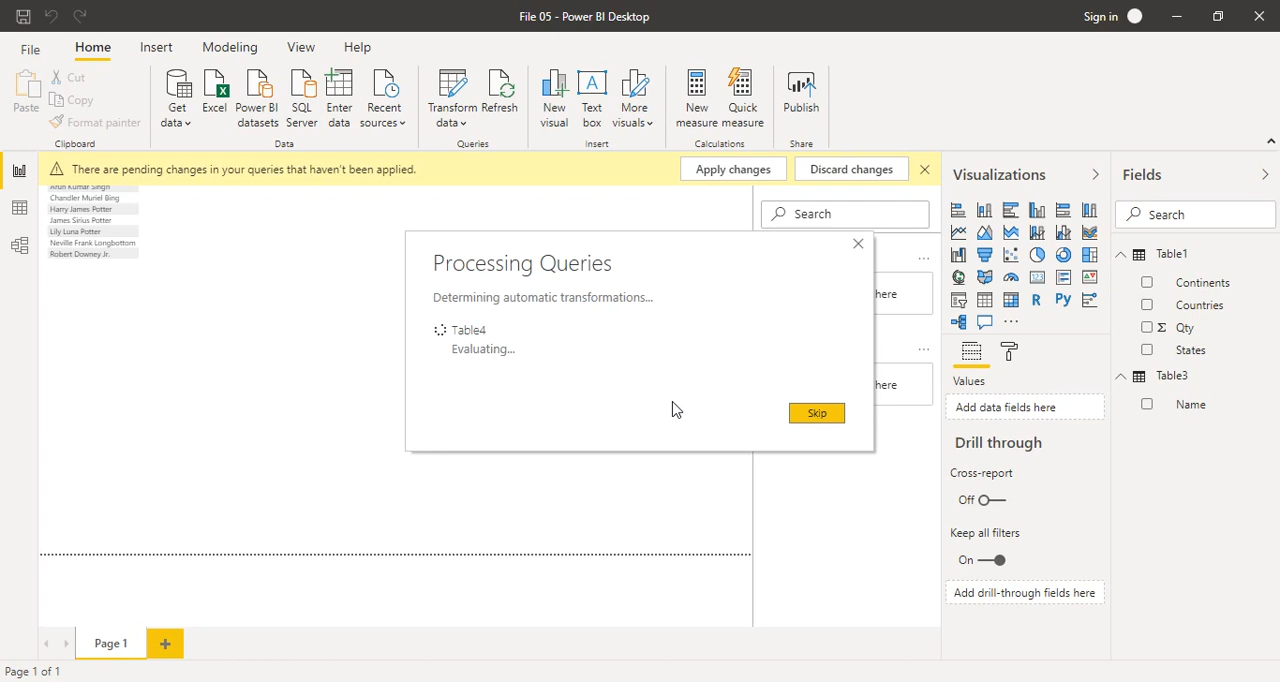 File 05 - Power BI Desktop
Sign in
File
Home
Insert
Modeling
View
Help
Paste
Cut
Copy
Format painter
Clipboard
Get data
Excel
Power BI datasets
SQL Server
Enter data
Recent sources
Data
Transform data
Refresh
Queries
New visual
Text box
More visuals
Insert
New measure
Quick measure
Calculations
Publish
Share
There are pending changes in your queries that haven't been applied.
Apply changes
Discard changes
Arun Kumar Singh
Chandler Muriel Bing
Harry James Potter
James Sirius Potter
Lily Luna Potter
Neville Frank Longbottom
Robert Downey Jr.
Search
here
here
Processing Queries
Determining automatic transformations...
Table4
Evaluating...
Skip
Visualizations
R
Py
Values
Add data fields here
Drill through
Cross-report
Off
Keep all filters
On
Add drill-through fields here
Fields
Search
Table1
Continents
Countries
Σ Qty
States
Table3
Name
Page 1
Page 1 of 1